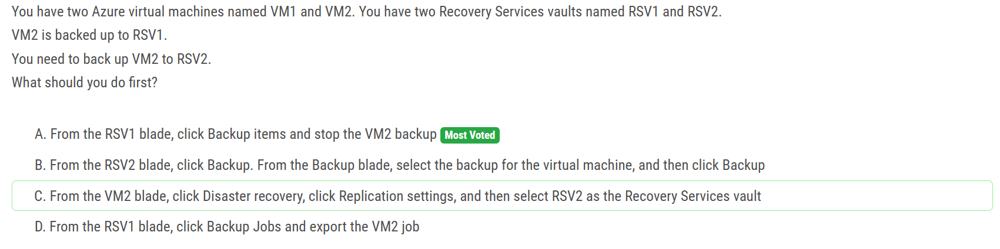 You have two Azure virtual machines named VM1 and VM2. You have two Recovery Services vaults named RSV1 and RSV2.
VM2 is backed up to RSV1.
You need to back up VM2 to RSV2.
What should you do first?
A. From the RSV1 blade, click Backup items and stop the VM2 backup Most Voted
B. From the RSV2 blade, click Backup. From the Backup blade, select the backup for the virtual machine, and then click Backup
C. From the VM2 blade, click Disaster recovery, click Replication settings, and then select RSV2 as the Recovery Services vault
D. From the RSV1 blade, click Backup Jobs and export the VM2 job